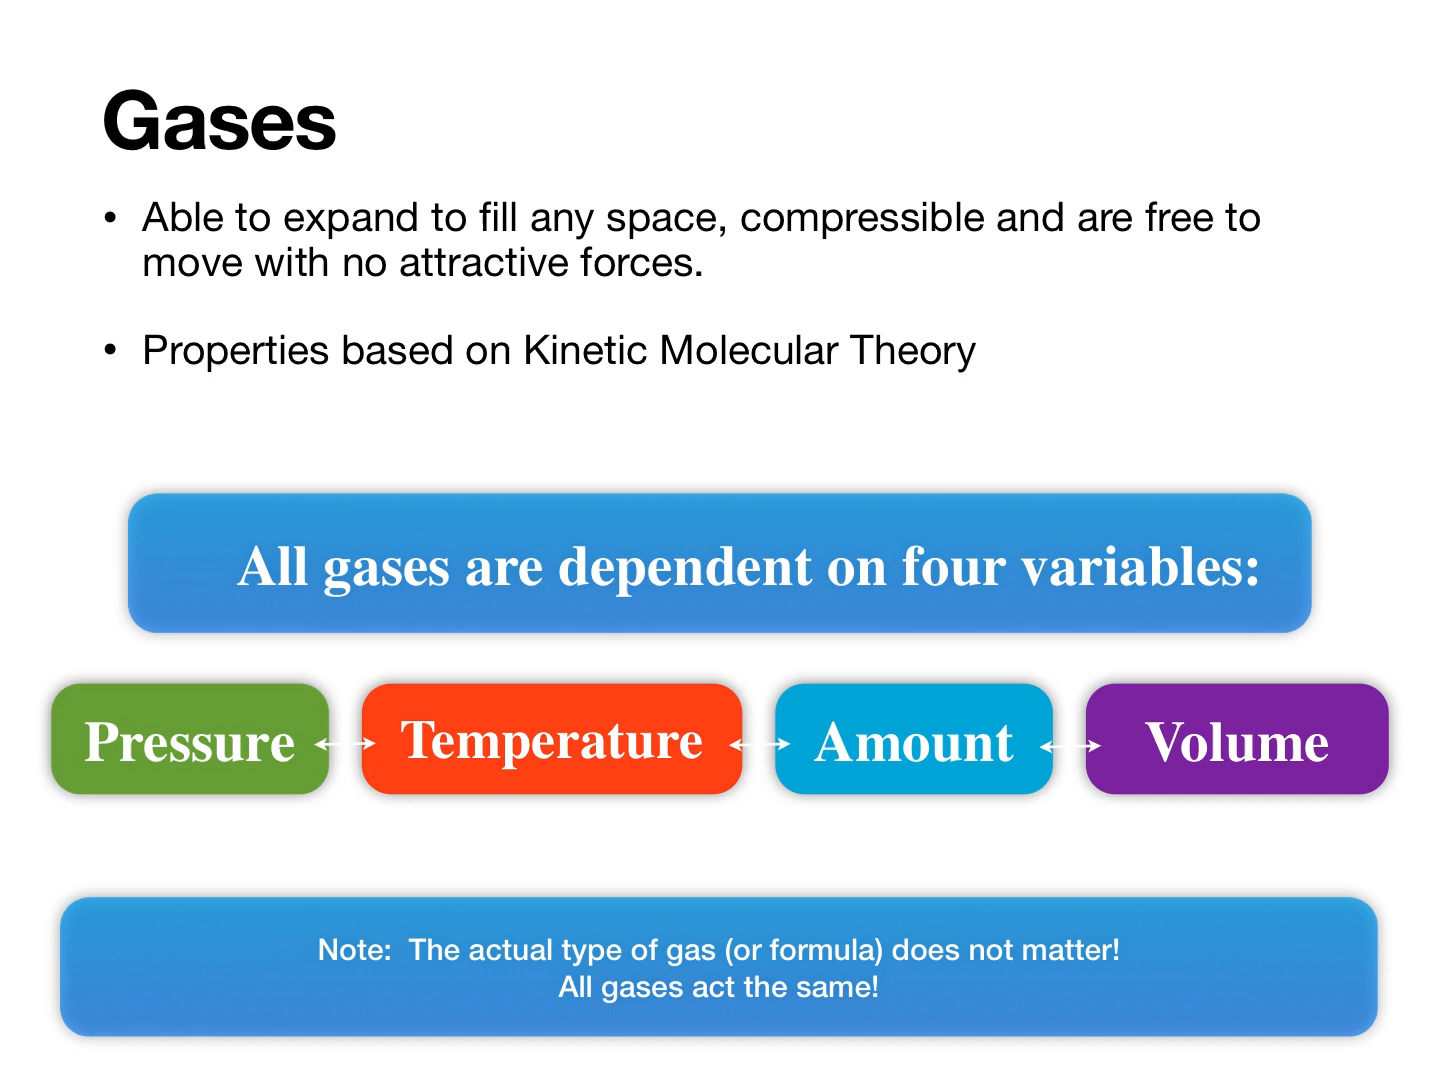 Gases
• Able to expand to fill any space, compressible and are free to
move with no attractive forces.
• Properties based on Kinetic Molecular Theory
All gases are dependent on four variables:
Pressure
Temperature
Amount
Volume
Note:  The actual type of gas (or formula) does not matter!
All gases act the same!